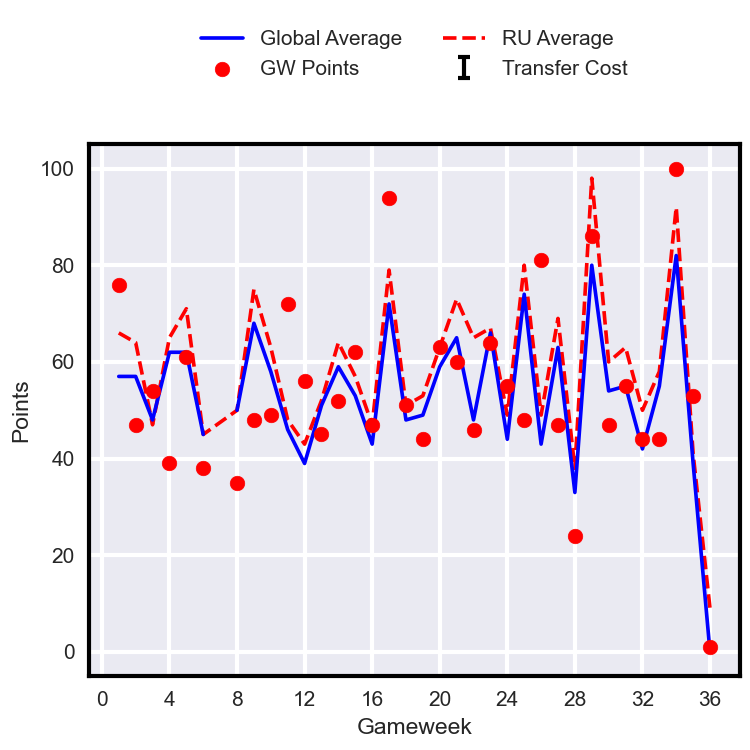 Global Average
RU Average
GW Points
Transfer Cost
100
80
60
40
20
0
Points
0 4 8 12 16 20 24 28 32 36
Gameweek